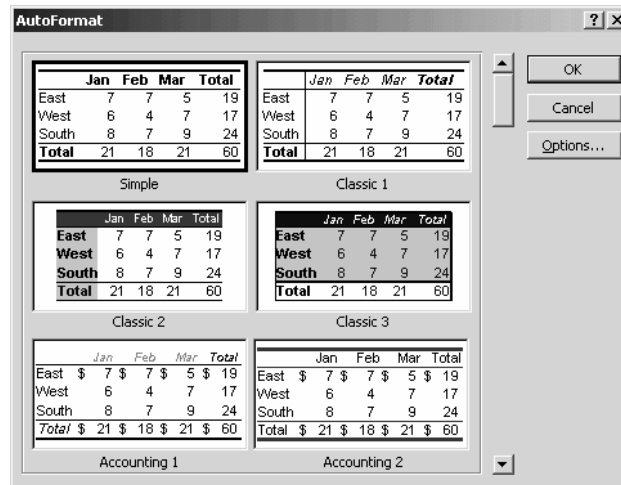 AutoFormat
Jan Feb Mar Total
East 7 7 5 19
West 6 4 7 17
South 8 7 9 24
Total 21 18 21 60
Simple
Jan Feb Mar Total
East 7 7 5 19
West 6 4 7 17
South 8 7 9 24
Total 21 18 21 60
Classic 1
Jan Feb Mar Total
East 7 7 5 19
West 6 4 7 17
South 8 7 9 24
Total 21 18 21 60
Classic 2
Jan Feb Mar Total
East 7 7 5 19
West 6 4 7 17
South 8 7 9 24
Total 21 18 21 60
Classic 3
Jan Feb Mar Total
East $ 7 $ 7 $ 5 $ 19
West 6 4 7 17
South 8 7 9 24
Total $ 21 $ 18 $ 21 $ 60
Accounting 1
Jan Feb Mar Total
East $ 7 $ 7 $ 5 $ 19
West 6 4 7 17
South 8 7 9 24
Total $ 21 $ 18 $ 21 $ 60
Accounting 2
OK
Cancel
Options...